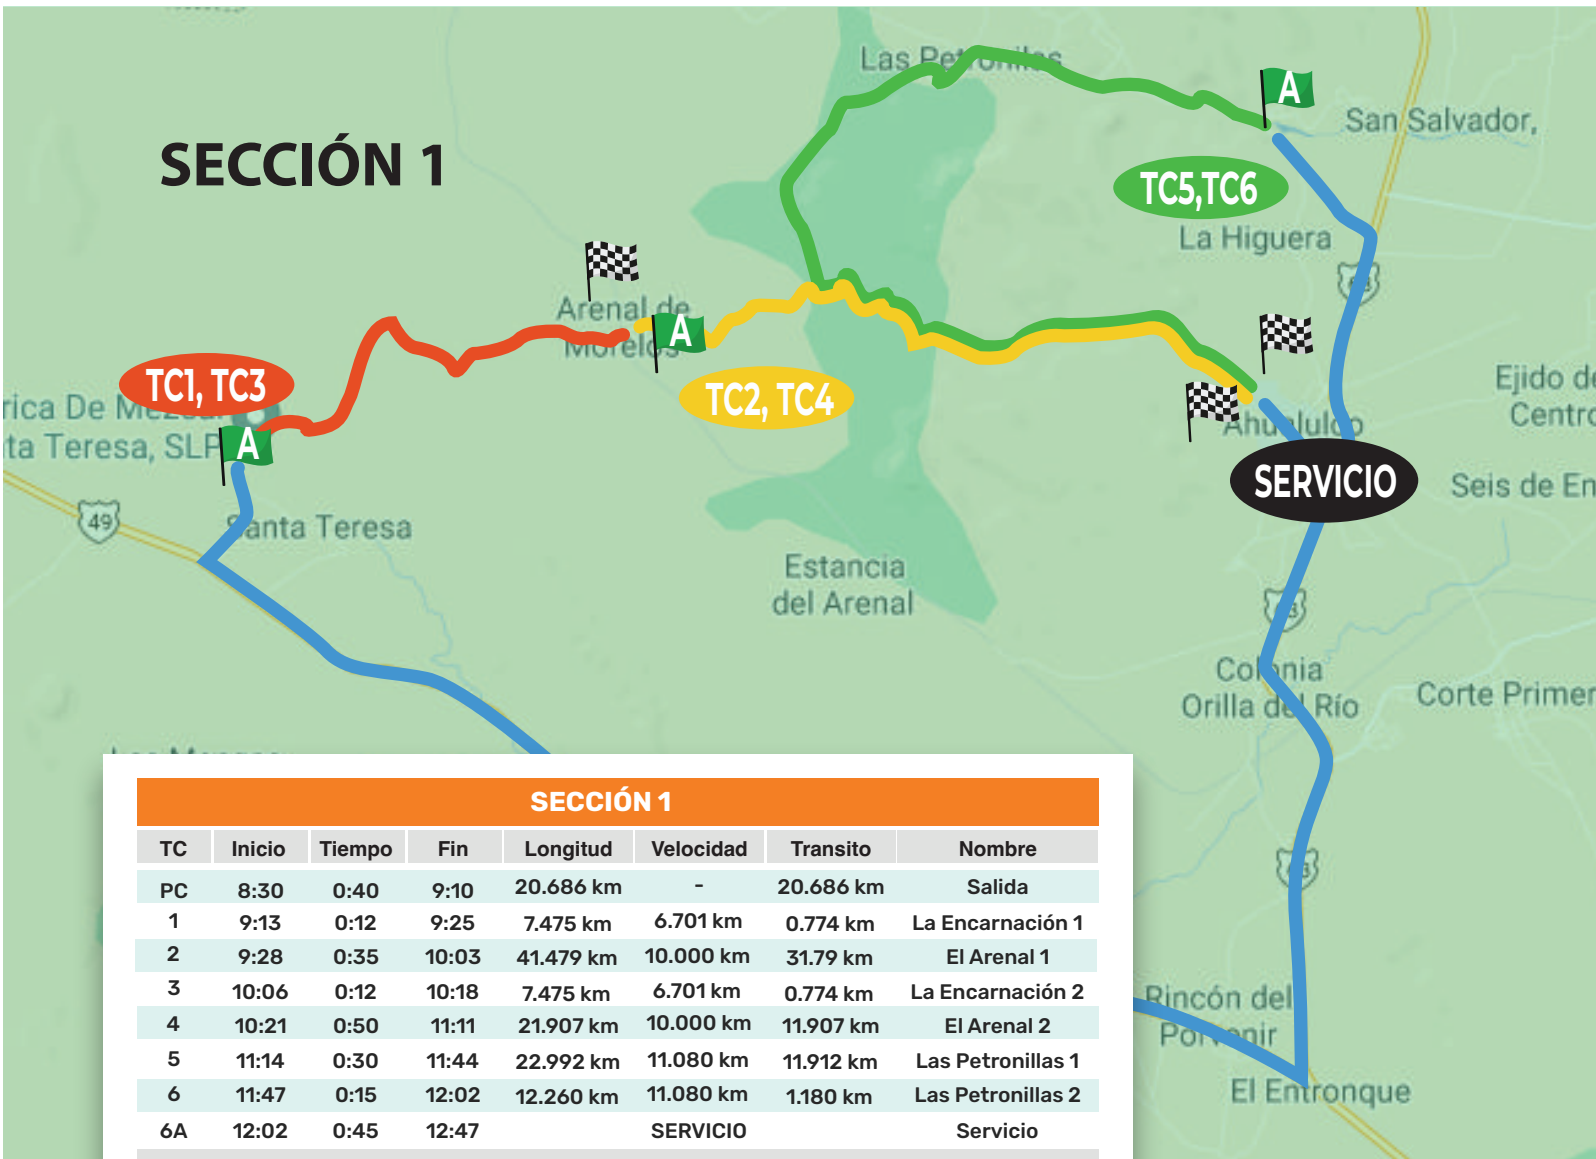 Las Petronilas
A
San Salvador,
SECCIÓN 1
TC5,TC6
La Higuera
Arenal de
Morelos
A
TC1, TC3
TC2, TC4
Ejido de
Centro
rica De Mezcal
ta Teresa, SLP
A
Ahualulco
SERVICIO
Seis de En
49
Santa Teresa
Estancia
del Arenal
63
Colonia
Orilla del Río
Corte Primer
SECCIÓN 1
TC Inicio Tiempo Fin Longitud Velocidad Transito Nombre
PC 8:30 0:40 9:10 20.686 km - 20.686 km Salida
1 9:13 0:12 9:25 7.475 km 6.701 km 0.774 km La Encarnación 1
2 9:28 0:35 10:03 41.479 km 10.000 km 31.79 km El Arenal 1
3 10:06 0:12 10:18 7.475 km 6.701 km 0.774 km La Encarnación 2
4 10:21 0:50 11:11 21.907 km 10.000 km 11.907 km El Arenal 2
5 11:14 0:30 11:44 22.992 km 11.080 km 11.912 km Las Petronillas 1
6 11:47 0:15 12:02 12.260 km 11.080 km 1.180 km Las Petronillas 2
6A 12:02 0:45 12:47 SERVICIO Servicio
63
Rincón del
Porvenir
El Entronque